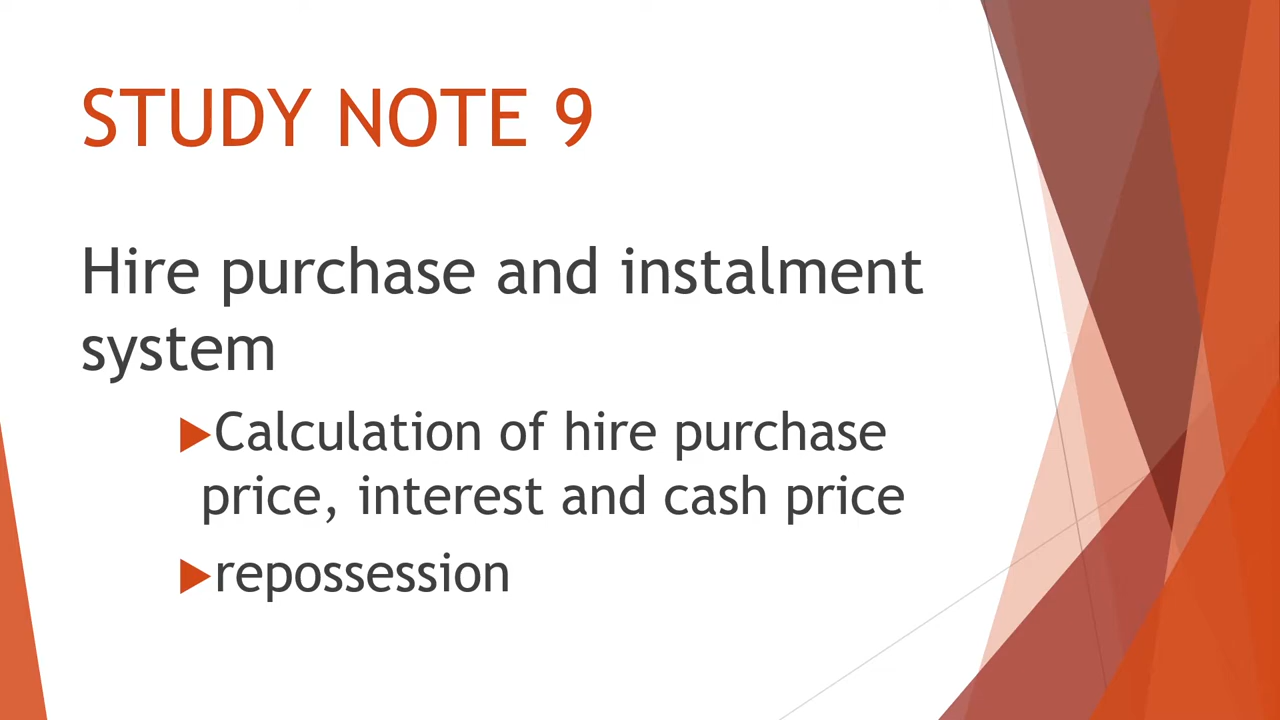 STUDY NOTE 9
Hire purchase and instalment
system
Calculation of hire purchase
price, interest and cash price
repossession